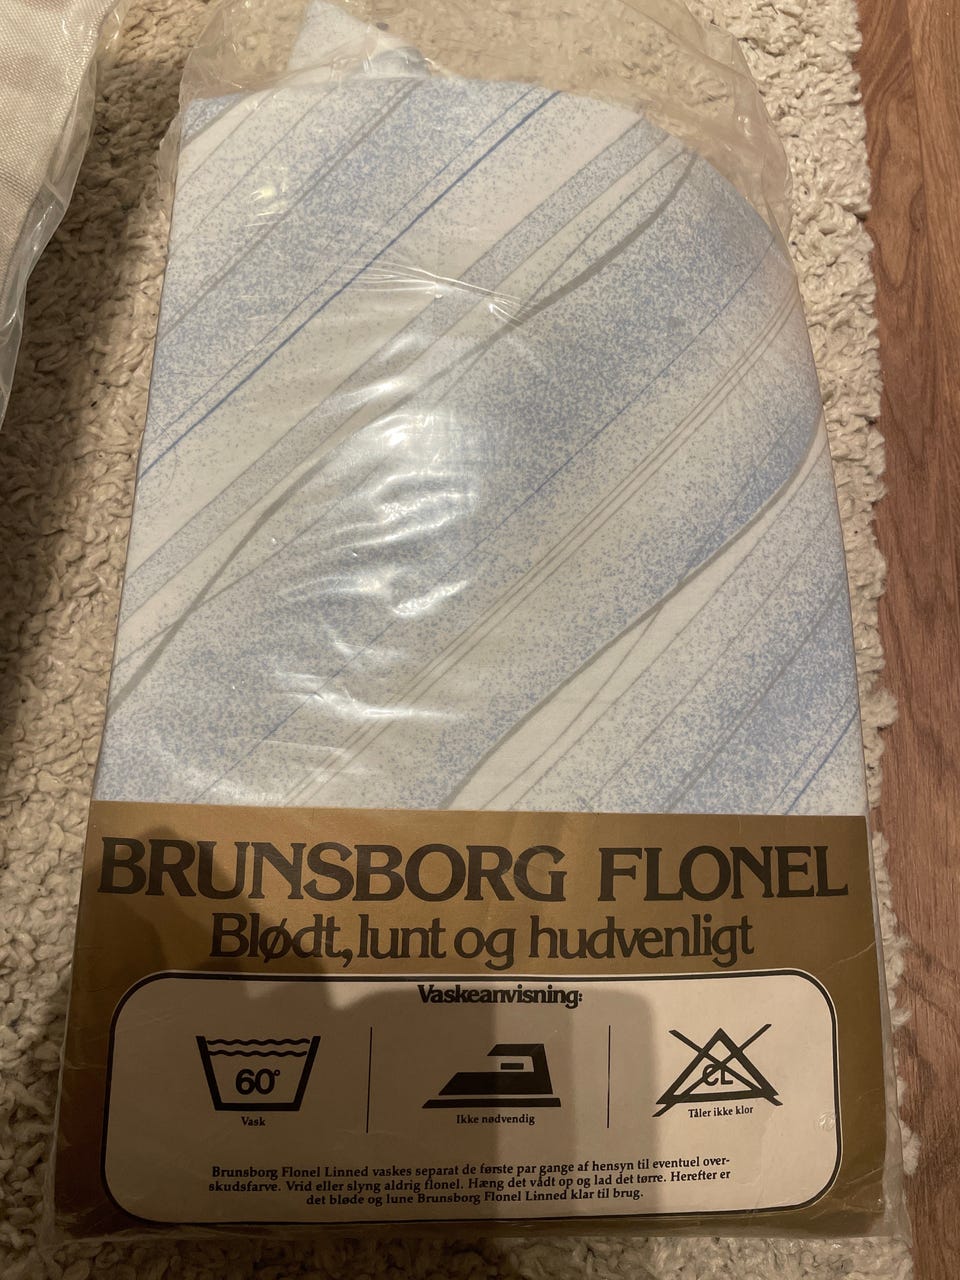 BRUNSBORG FLONEL
Blødt, lunt og hudvenligt
Vaskeanvisning:
60°
CL
Vask
Ikke nødvendig
Tåler ikke klor
Brunsborg Flonel Linned vaskes separat de første par gange af hensyn til eventuel over-
skudsfarve. Vrid eller slyng aldrig flonel. Hæng det vådt op og lad det tørre. Herefter er
det bløde og lune Brunsborg Flonel Linned klar til brug.